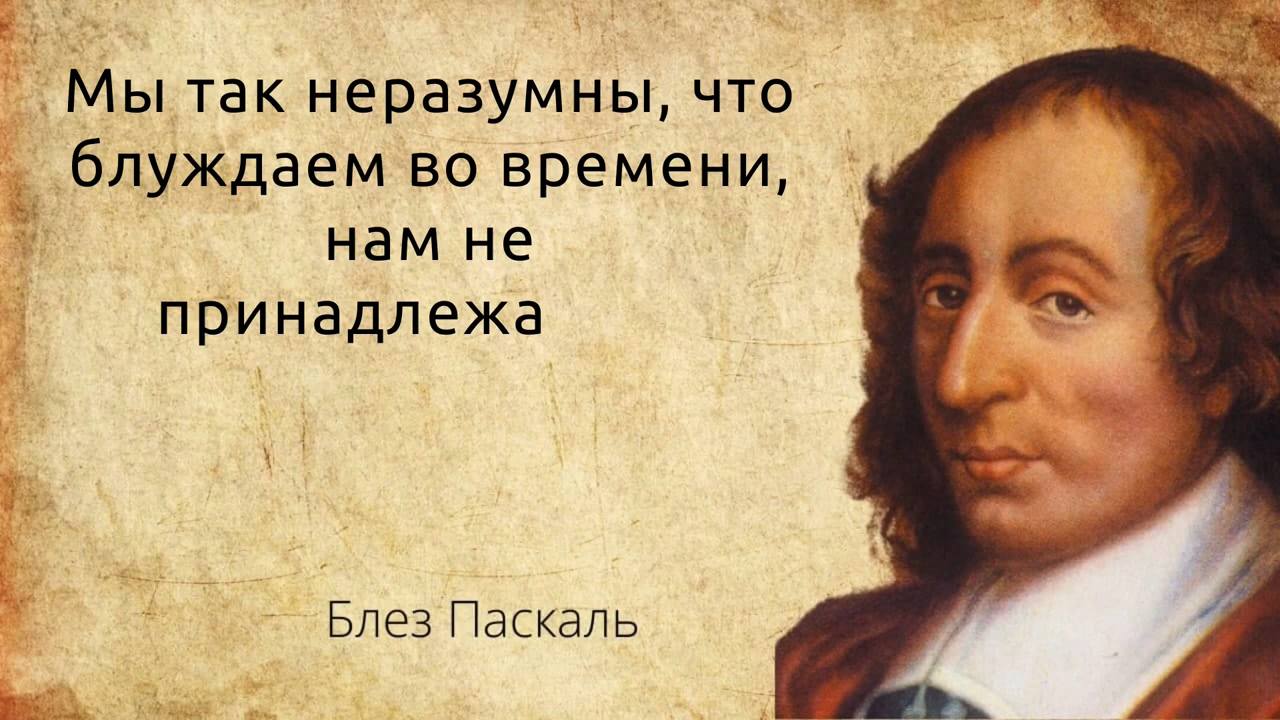 Мы так неразумны, что
блуждаем во времени,
нам не
принадлежа
Блез Паскаль